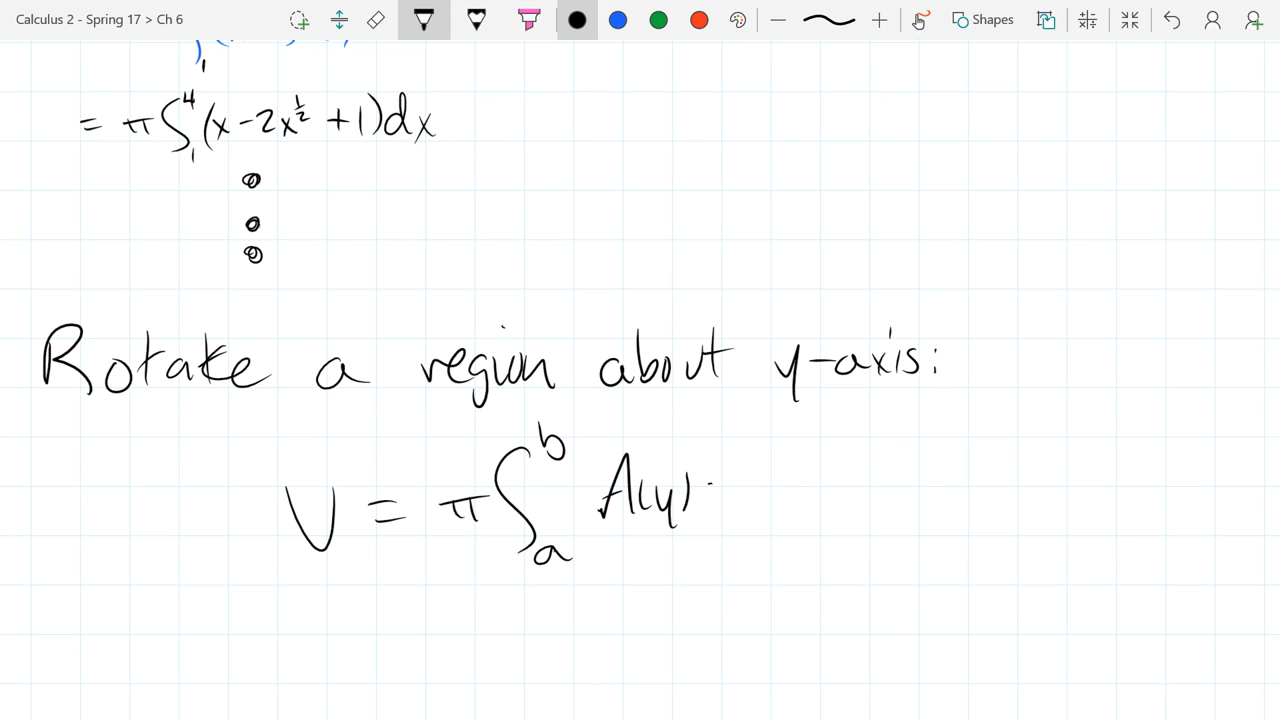 Calculus 2 - Spring 17 > Ch 6
Shapes
= π∫₁⁴(x-2x^½ +1)dx
Rotate a region about y-axis:
V = π∫ₐᵇ A(y)